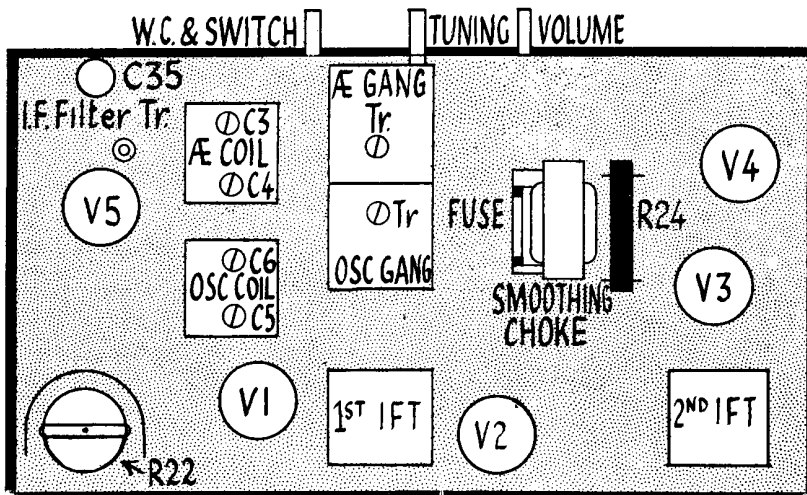 W.C. & SWITCH
TUNING
VOLUME
C35
I.F. Filter Tr.
Æ GANG
Tr.
C3
Æ COIL
C4
V5
V4
FUSE
R24
Tr
OSC GANG
C6
OSC COIL
C5
V3
SMOOTHING
CHOKE
V1
1ST IFT
V2
2ND IFT
R22